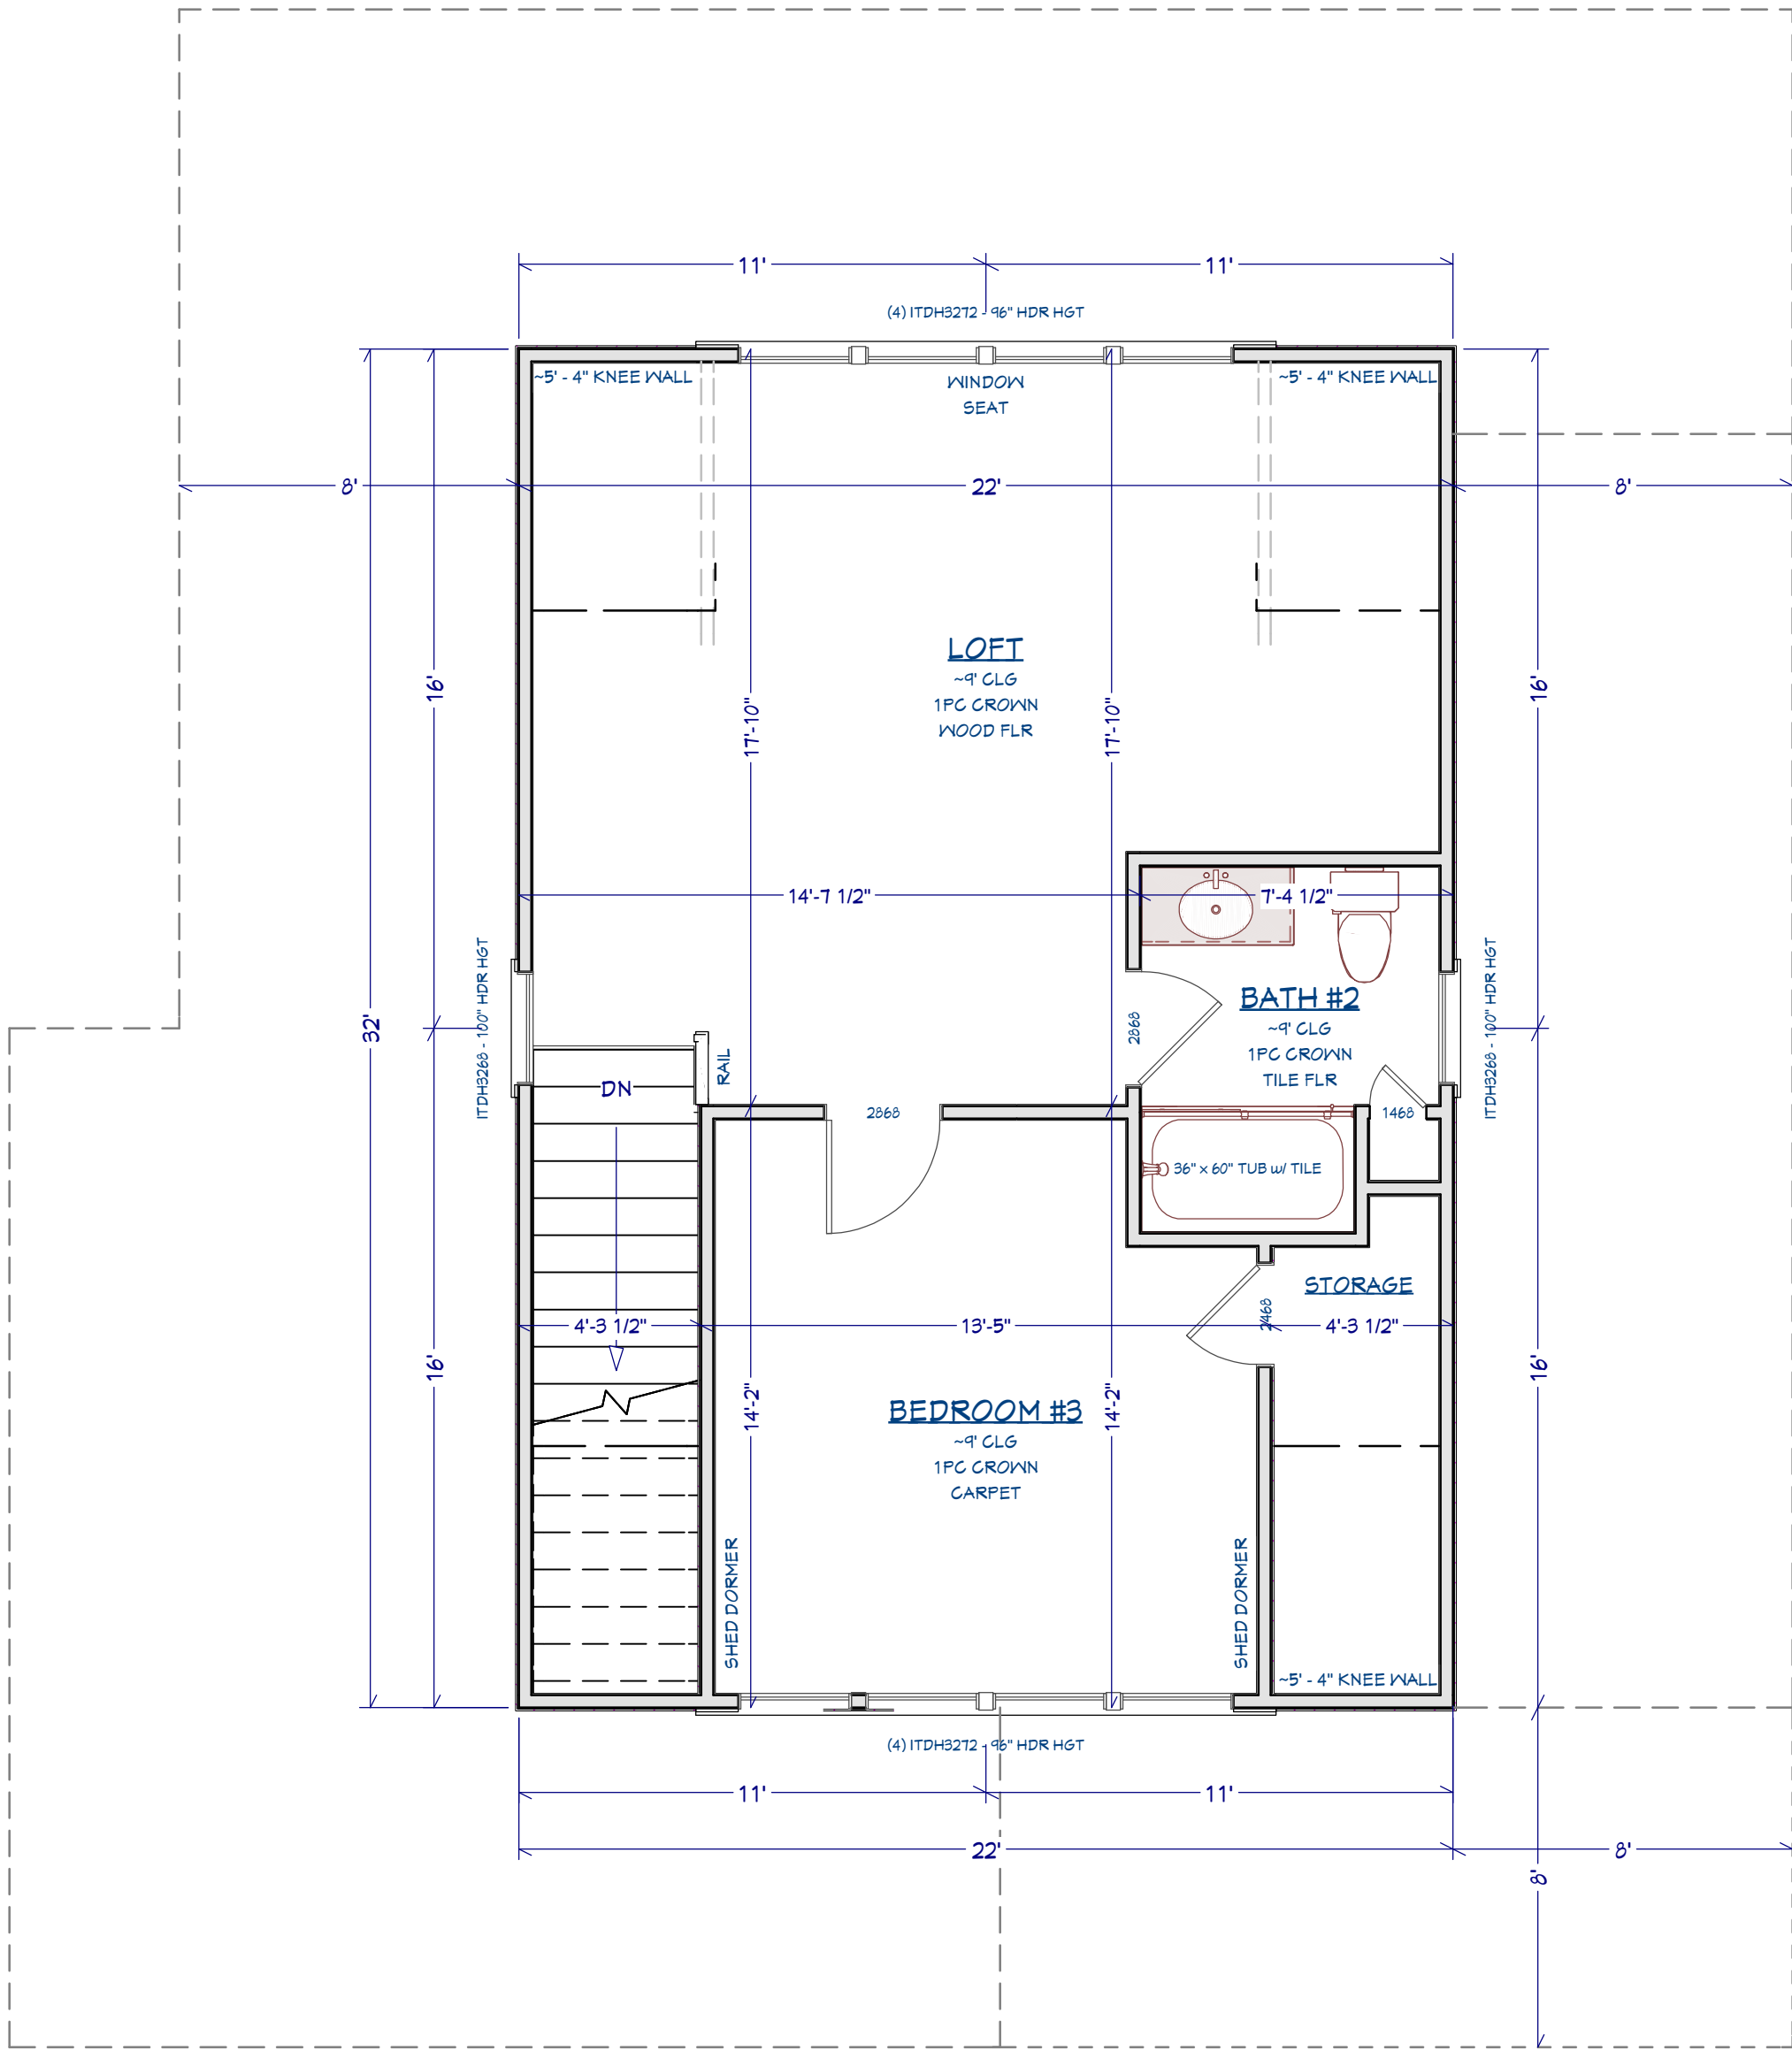 11'
11'
(4) ITDH3272 - 96" HDR HGT
~5' - 4" KNEE WALL
WINDOW
SEAT
~5' - 4" KNEE WALL
8'
22'
8'
LOFT
~9' CLG
1PC CROWN
WOOD FLR
16'
17'-10"
17'-10"
16'
14'-7 1/2"
7'-4 1/2"
ITDH3268 - 100" HDR HGT
32'
BATH #2
~9' CLG
1PC CROWN
TILE FLR
2868
ITDH3268 - 100" HDR HGT
RAIL
DN
2868
1468
36" x 60" TUB w/ TILE
STORAGE
2468
4'-3 1/2"
13'-5"
4'-3 1/2"
16'
14'-2"
14'-2"
16'
BEDROOM #3
~9' CLG
1PC CROWN
CARPET
SHED DORMER
SHED DORMER
~5' - 4" KNEE WALL
(4) ITDH3272 - 96" HDR HGT
11'
11'
22'
8'
8'